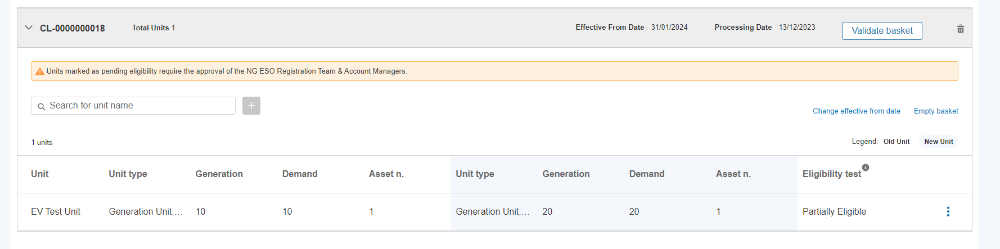 CL-0000000018 Total Units 1 Effective From Date 31/01/2024 Processing Date 13/12/2023 Validate basket
Units marked as pending eligibility require the approval of the NG ESO Registration Team & Account Managers.
Search for unit name +
Change effective from date Empty basket
1 units Legend: Old Unit New Unit
Unit Unit type Generation Demand Asset n. Unit type Generation Demand Asset n. Eligibility test
EV Test Unit Generation Unit;... 10 10 1 Generation Unit;... 20 20 1 Partially Eligible